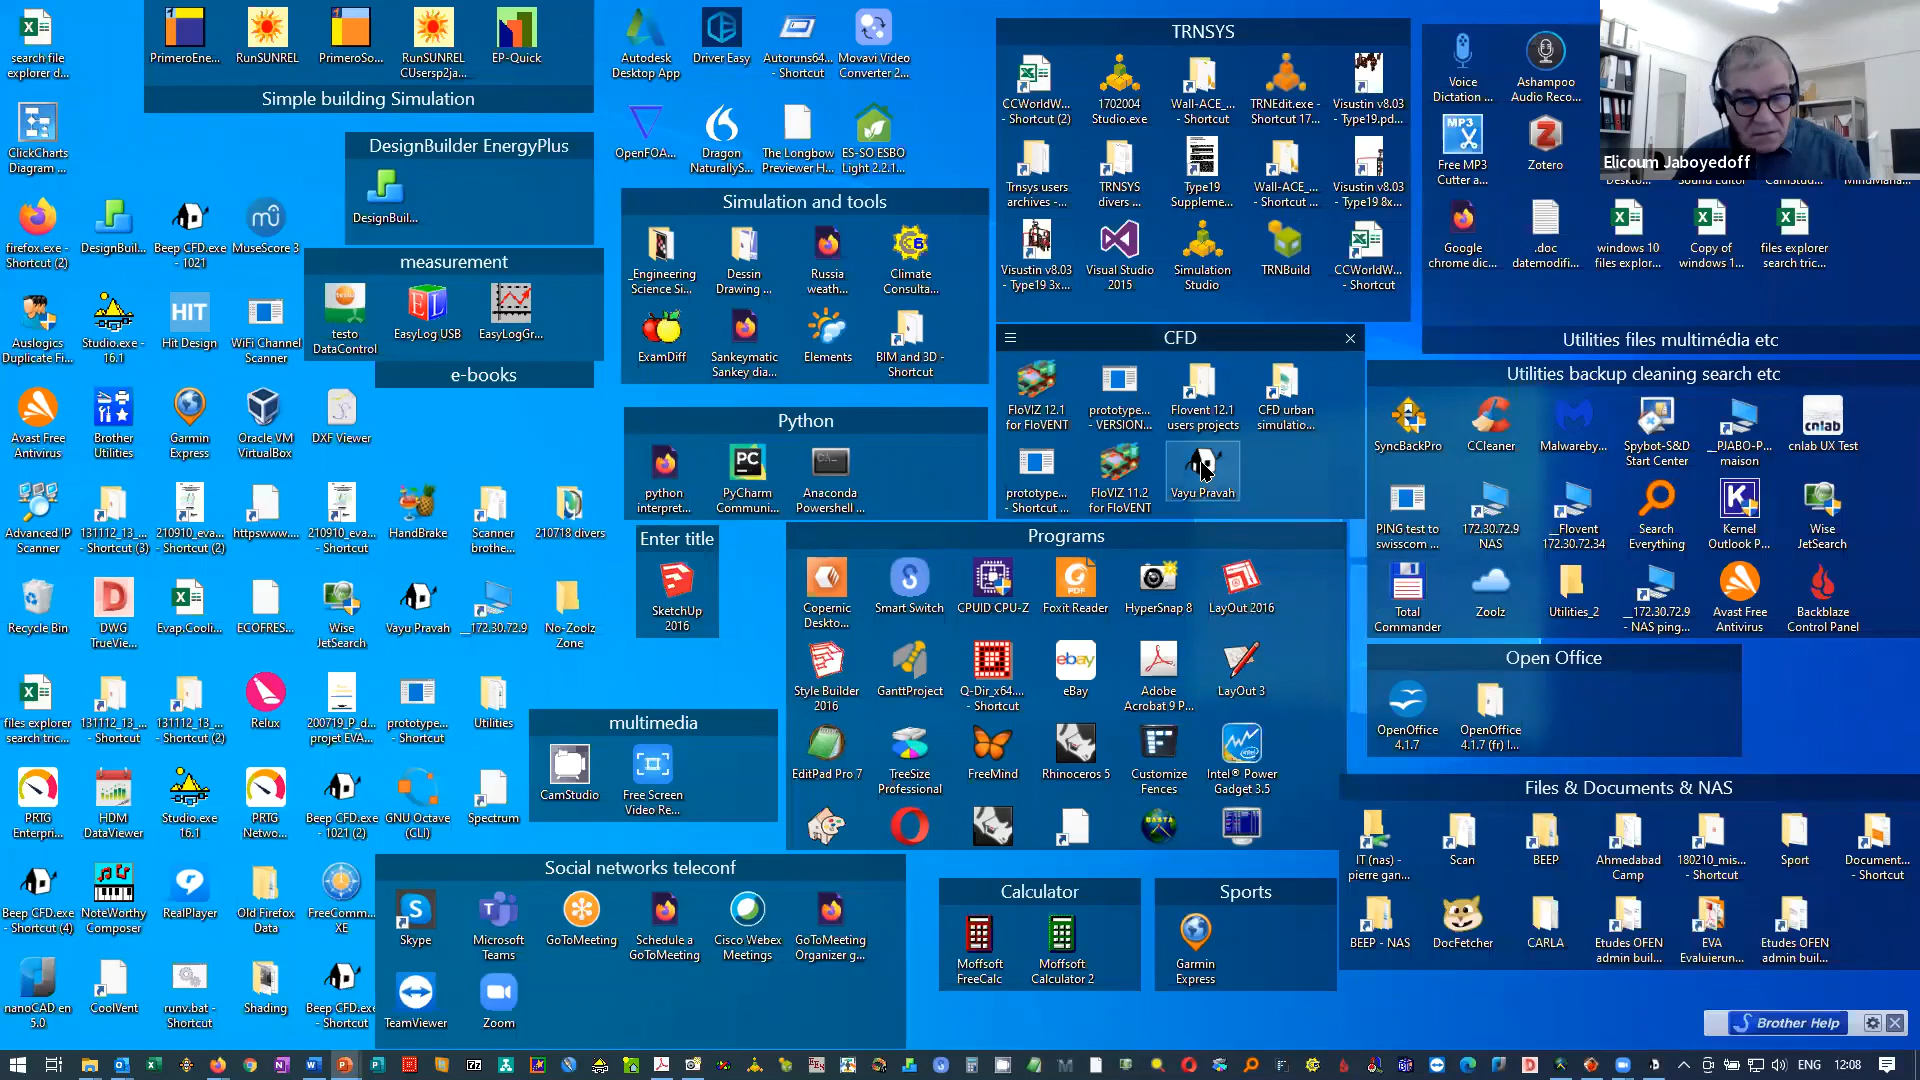 search file
explorer d...
PrimeroEne...
RunSUNREL
PrimeroSo...
RunSUNREL
CUsersp2ja...
EP-Quick
Simple building Simulation
Autodesk
Desktop App
Driver Easy
Autoruns64...
- Shortcut
Movavi Video
Converter 2...
TRNSYS
CCWorldW...
- Shortcut (2)
1702004
Studio.exe
Wall-ACE_...
- Shortcut
TRNEdit.exe -
Shortcut 17...
Visustin v8.03
- Type19.pd...
Voice
Dictation ...
Ashampoo
Audio Reco...
Elicoum Jaboyedoff
ClickCharts
Diagram ...
DesignBuilder EnergyPlus
DesignBuil...
OpenFOA...
Dragon
NaturallyS...
The Longbow
Previewer H...
ES-SO ESBO
Light 2.2.1...
Trnsys users
archives -...
TRNSYS
divers ...
Type19
Suppleme...
Wall-ACE_...
- Shortcut ...
Visustin v8.03
- Type19 8x...
MP3
Free MP3
Cutter a...
Zotero
firefox.exe -
Shortcut (2)
DesignBuil...
Beep CFD.exe
- 1021
MuseScore 3
Simulation and tools
_Engineering
Science Si...
Dessin
Drawing ...
Russia
weath...
Climate
Consulta...
Visustin v8.03
- Type19 3x...
Visual Studio
2015
Simulation
Studio
TRNBuild
CCWorldW...
- Shortcut
Google
chrome dic...
.doc
datemodifi...
windows 10
files explor...
Copy of
windows 1...
files explorer
search tric...
Utilities files multimédia etc
measurement
testo
DataControl
EasyLog USB
EasyLogGr...
Auslogics
Duplicate Fi...
Studio.exe -
16.1
HIT
Hit Design
WiFi Channel
Scanner
e-books
ExamDiff
Sankeymatic
Sankey dia...
Elements
BIM and 3D -
Shortcut
CFD
FloVIZ 12.1
for FloVENT
prototype...
- VERSION...
Flovent 12.1
users projects
CFD urban
simulatio...
prototype...
- Shortcut ...
FloVIZ 11.2
for FloVENT
Vayu Pravah
Utilities backup cleaning search etc
SyncBackPro
CCleaner
Malwareby...
Spybot-S&D
Start Center
__PJABO-P...
maison
cnlab
cnlab UX Test
Avast Free
Antivirus
Brother
Utilities
Garmin
Express
Oracle VM
VirtualBox
DXF Viewer
Python
python
interpret...
PyCharm
Communi...
Anaconda
Powershell ...
PING test to
swisscom ...
172.30.72.9
NAS
__Flovent
172.30.72.34
Search
Everything
Kernel
Outlook P...
Wise
JetSearch
Advanced IP
Scanner
131112_13_...
- Shortcut (3)
210910_eva...
- Shortcut (2)
httpswww....
210910_eva...
- Shortcut
HandBrake
Scanner
brothe...
210718 divers
Enter title
SketchUp
2016
Programs
Copernic
Deskto...
Smart Switch
CPUID CPU-Z
Foxit Reader
HyperSnap 8
LayOut 2016
Total
Commander
Zoolz
Utilities_2
__172.30.72.9
- NAS ping...
Avast Free
Antivirus
Backblaze
Control Panel
Recycle Bin
DWG
TrueVie...
Evap.Cooli...
ECOFRES...
Wise
JetSearch
Vayu Pravah
__172.30.72.9
No-Zoolz
Zone
Style Builder
2016
GanttProject
Q-Dir_x64....
- Shortcut
ebay
eBay
Adobe
Acrobat 9 P...
LayOut 3
Open Office
OpenOffice
4.1.7
OpenOffice
4.1.7 (fr) I...
files explorer
search tric...
131112_13_...
- Shortcut
131112_13_...
- Shortcut (2)
Relux
200719_P_d...
projet EVA...
prototype...
- Shortcut
Utilities
multimedia
CamStudio
Free Screen
Video Re...
EditPad Pro 7
TreeSize
Professional
FreeMind
Rhinoceros 5
Customize
Fences
Intel® Power
Gadget 3.5
BASTA
Files & Documents & NAS
IT (nas) -
pierre gan...
Scan
BEEP
Ahmedabad
Camp
180210_mis...
- Shortcut
Sport
Document...
- Shortcut
PRTG
Enterpri...
HDM
DataViewer
Studio.exe
16.1
PRTG
Netwo...
Beep CFD.exe
- 1021 (2)
GNU Octave
(CLI)
Spectrum
Social networks teleconf
Skype
Microsoft
Teams
GoToMeeting
Schedule a
GoToMeeting
Cisco Webex
Meetings
GoToMeeting
Organizer g...
TeamViewer
Zoom
Calculator
Moffsoft
FreeCalc
Moffsoft
Calculator 2
Sports
Garmin
Express
BEEP - NAS
DocFetcher
CARLA
Etudes OFEN
admin buil...
EVA
Evaluierun...
Etudes OFEN
admin buil...
Beep CFD.exe
- Shortcut (4)
NoteWorthy
Composer
RealPlayer
Old Firefox
Data
FreeComm...
XE
nanoCAD en
5.0
CoolVent
runv.bat -
Shortcut
Shading
Beep CFD.exe
- Shortcut
Brother Help
ENG
12:08